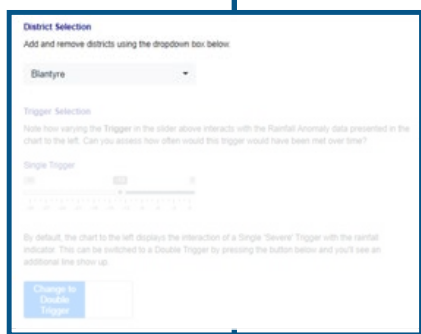 District Selection
Add and remove districts using the dropdown box below.
Blantyre
Trigger Selection
Note how varying the Trigger in the slider above interacts with the Rainfall Anomaly data presented in the
chart to the left. Can you assess how often would this trigger would have been met over time?
Single Trigger
By default, the chart to the left displays the interaction of a Single 'Severe' Trigger with the rainfall
indicator. This can be switched to a Double Trigger by pressing the button below and you'll see an
additional line show up.
Change to
Double
Trigger